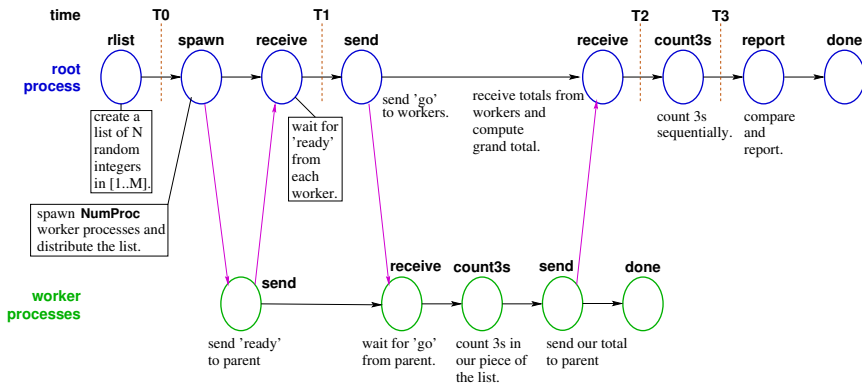 time
T0
T1
T2
T3
rlist
spawn
receive
send
receive
count3s
report
done
root
process
create a
list of N
random
integers
in [1..M].
wait for
'ready'
from
each
worker.
send 'go'
to workers.
receive totals from
workers and
compute
grand total.
count 3s
sequentially.
compare
and
report.
spawn NumProc
worker processes and
distribute the list.
send
receive
count3s
send
done
worker
processes
send 'ready'
to parent
wait for 'go'
from parent.
count 3s in
our piece of
the list.
send our total
to parent